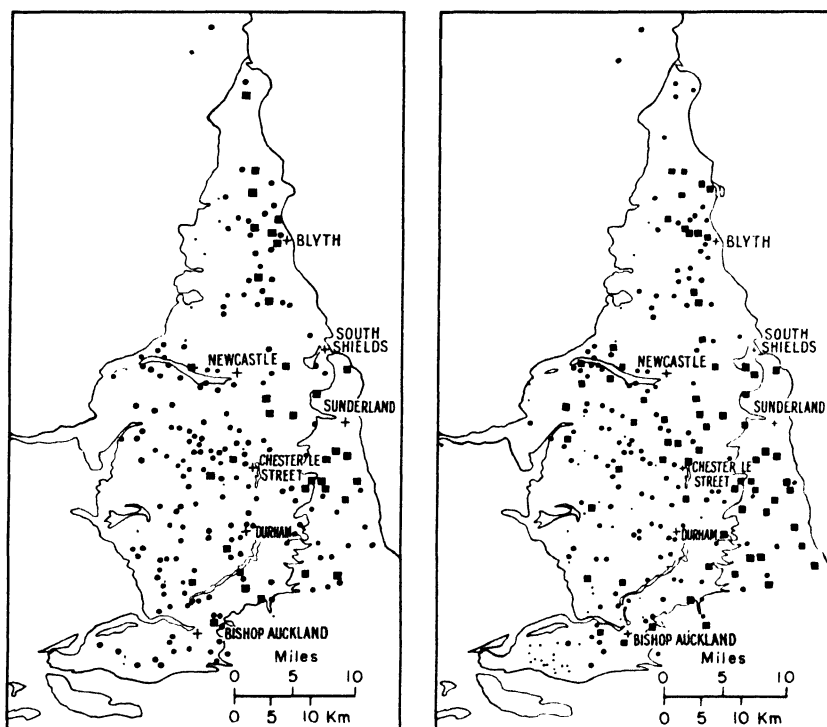 BLYTH
SOUTH
SHIELDS
NEWCASTLE
SUNDERLAND
CHESTER LE
STREET
DURHAM
BISHOP AUCKLAND
Miles
0 5 10
0 5 10 Km
BLYTH
SOUTH
SHIELDS
NEWCASTLE
SUNDERLAND
CHESTER LE
STREET
DURHAM
BISHOP AUCKLAND
Miles
0 5 10
0 5 10 Km